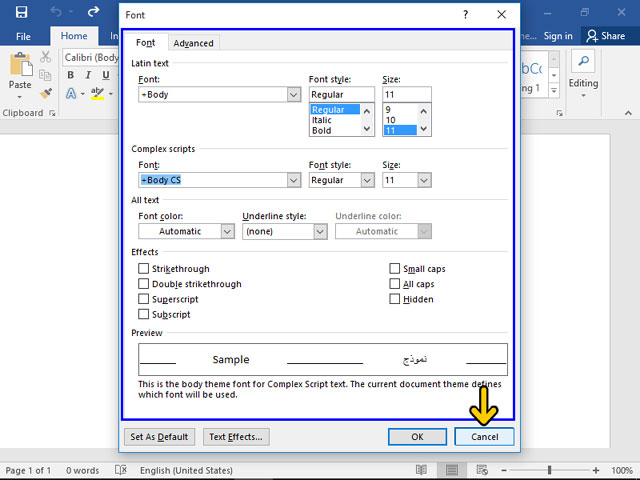 Font
File
Home
In
e...
Sign in
Share
Font
Advanced
Paste
Clipboard
Calibri (Body
B I U
A
Editing
ng 1
Latin text
Font:
Font style:
Size:
+Body
Regular
11
Regular
Italic
Bold
9
10
11
Complex scripts
Font:
Font style:
Size:
+Body CS
Regular
11
All text
Font color:
Underline style:
Underline color:
Automatic
(none)
Automatic
Effects
Strikethrough
Double strikethrough
Superscript
Subscript
Small caps
All caps
Hidden
Preview
Sample
نموذج
This is the body theme font for Complex Script text. The current document theme defines
which font will be used.
Set As Default
Text Effects...
OK
Cancel
Page 1 of 1
0 words
English (United States)
100%